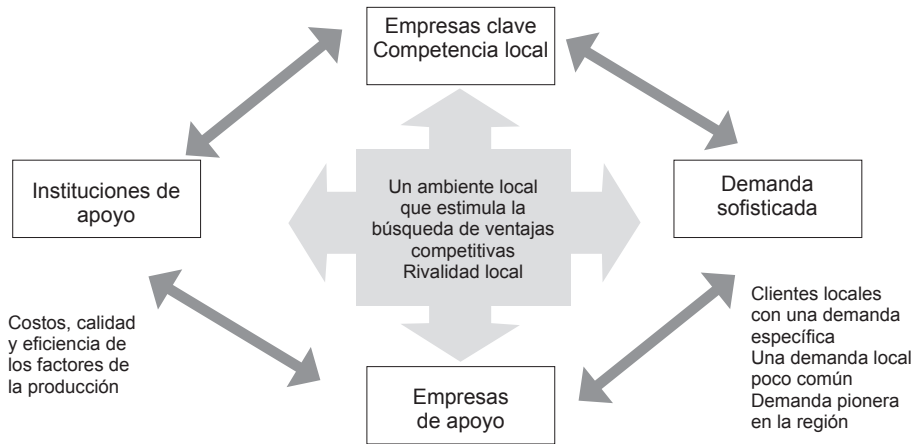 Empresas clave
Competencia local
Instituciones de
apoyo
Un ambiente local
que estimula la
búsqueda de ventajas
competitivas
Rivalidad local
Demanda
sofisticada
Costos, calidad
y eficiencia de
los factores de
la producción
Empresas
de apoyo
Clientes locales
con una demanda
específica
Una demanda local
poco común
Demanda pionera
en la región